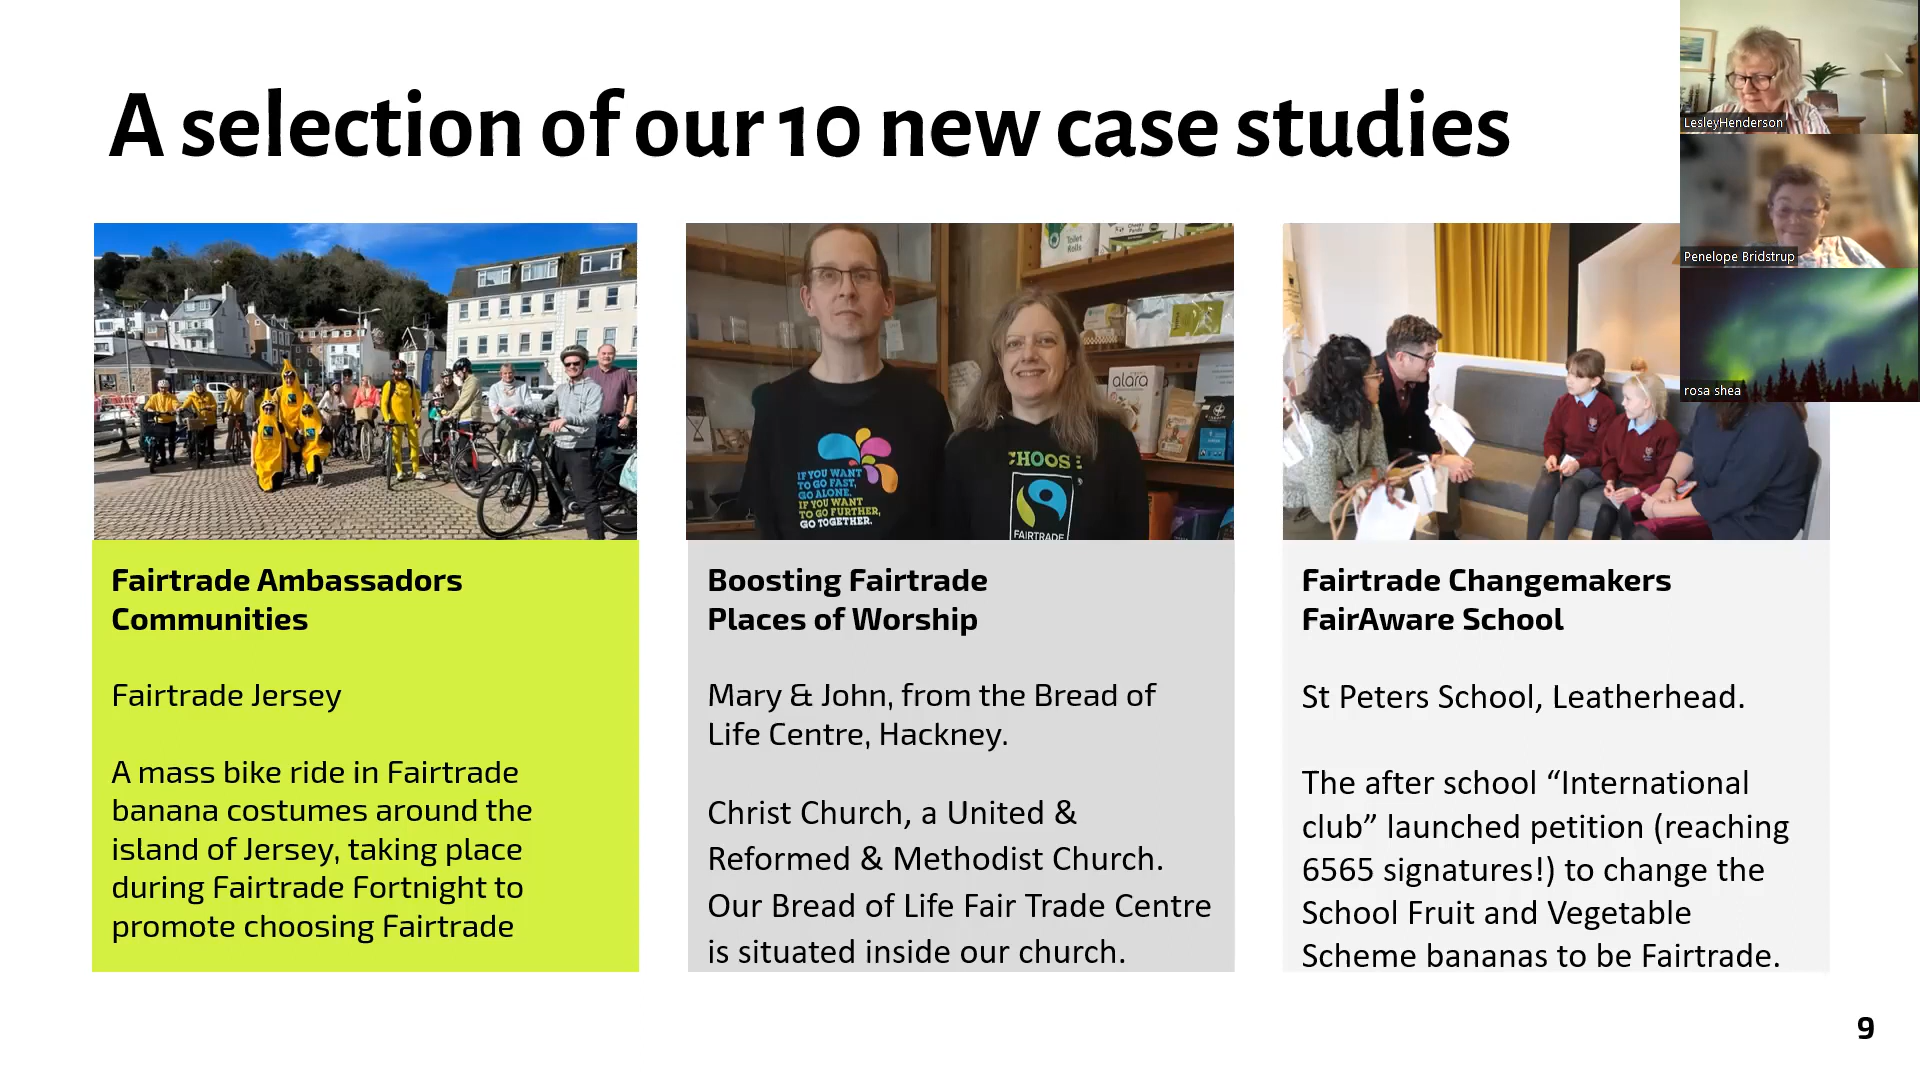 A selection of our 10 new case studies
LesleyHenderson
Penelope Bridstrup
rosa shea
Toilet
Rolls
alara
IF YOU WANT
TO GO FAST,
GO ALONE.
IF YOU WANT
TO GO FURTHER,
GO TOGETHER.
CHOOSE
FAIRTRADE
Fairtrade Ambassadors
Communities
Fairtrade Jersey
A mass bike ride in Fairtrade
banana costumes around the
island of Jersey, taking place
during Fairtrade Fortnight to
promote choosing Fairtrade
Boosting Fairtrade
Places of Worship
Mary & John, from the Bread of
Life Centre, Hackney.
Christ Church, a United &
Reformed & Methodist Church.
Our Bread of Life Fair Trade Centre
is situated inside our church.
Fairtrade Changemakers
FairAware School
St Peters School, Leatherhead.
The after school “International
club” launched petition (reaching
6565 signatures!) to change the
School Fruit and Vegetable
Scheme bananas to be Fairtrade.
9